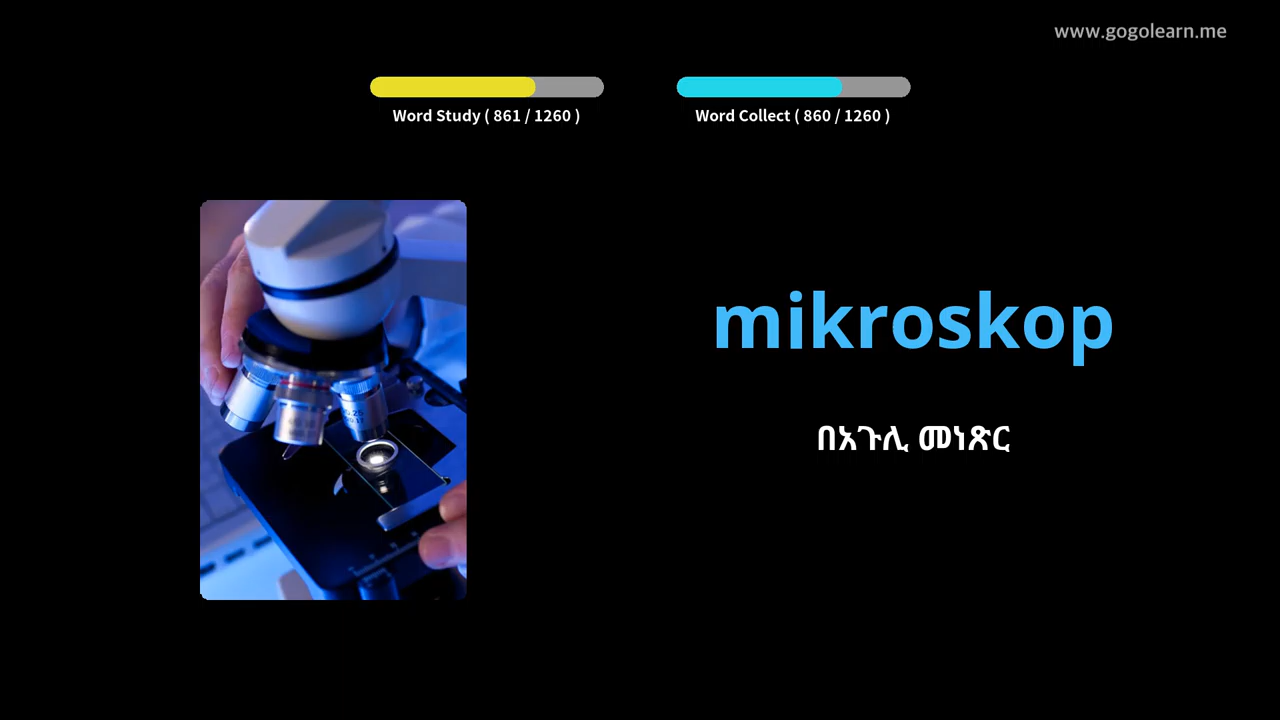 www.gogolearn.me
Word Study ( 861 / 1260 )
Word Collect ( 860 / 1260 )
mikroskop
በአጉሊ መነጽር